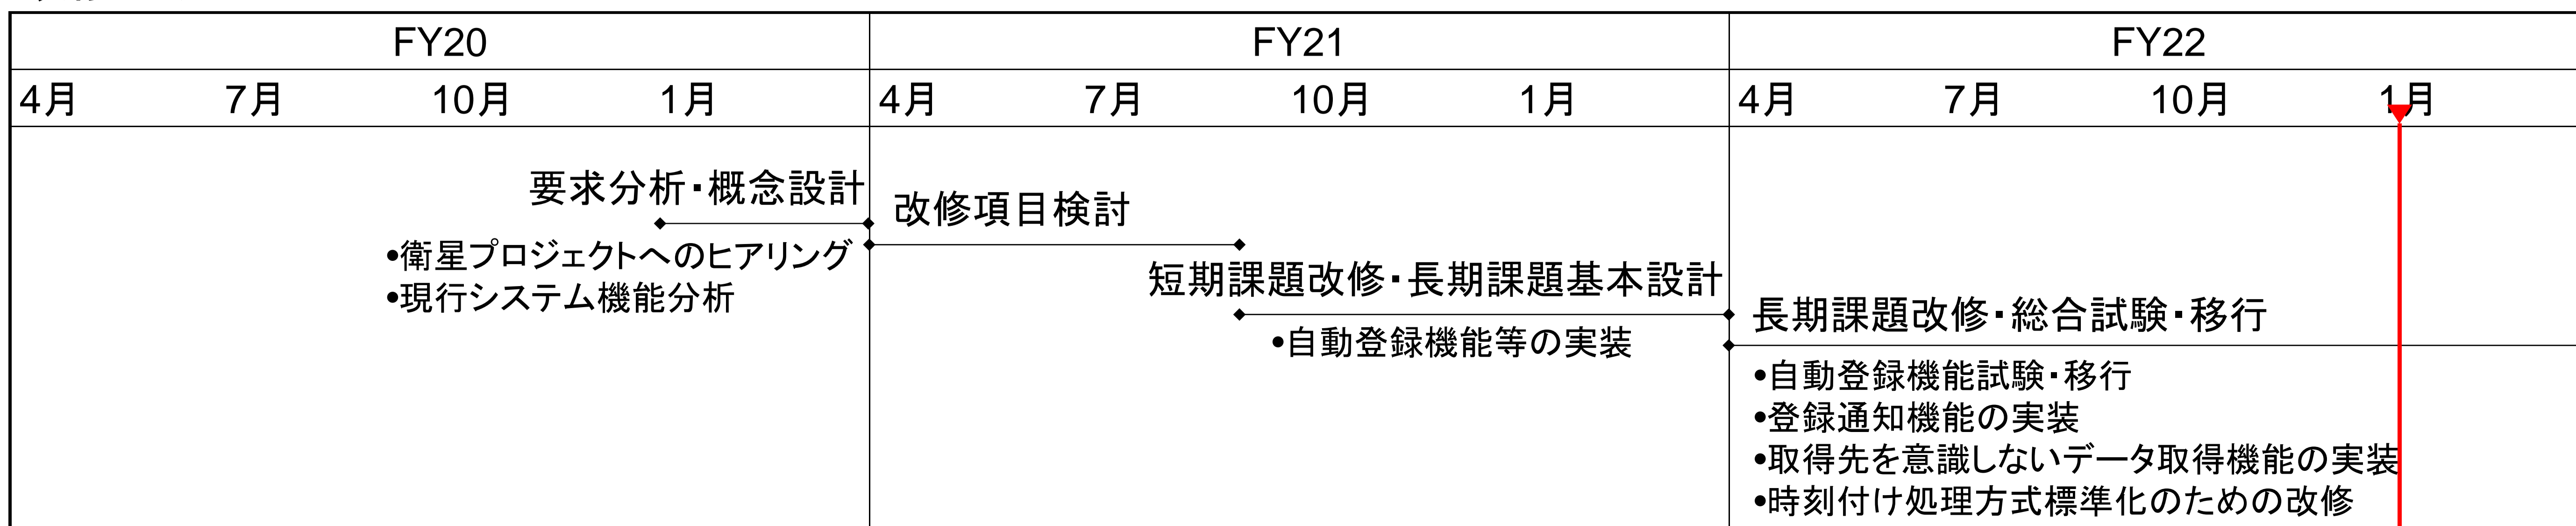 FY20 FY21 FY22
4月 7月 10月 1月 4月 7月 10月 1月 4月 7月 10月 1月
要求分析・概念設計
•衛星プロジェクトへのヒアリング
•現行システム機能分析
改修項目検討
短期課題改修・長期課題基本設計
•自動登録機能等の実装
長期課題改修・総合試験・移行
•自動登録機能試験・移行
•登録通知機能の実装
•取得先を意識しないデータ取得機能の実装
•時刻付け処理方式標準化のための改修